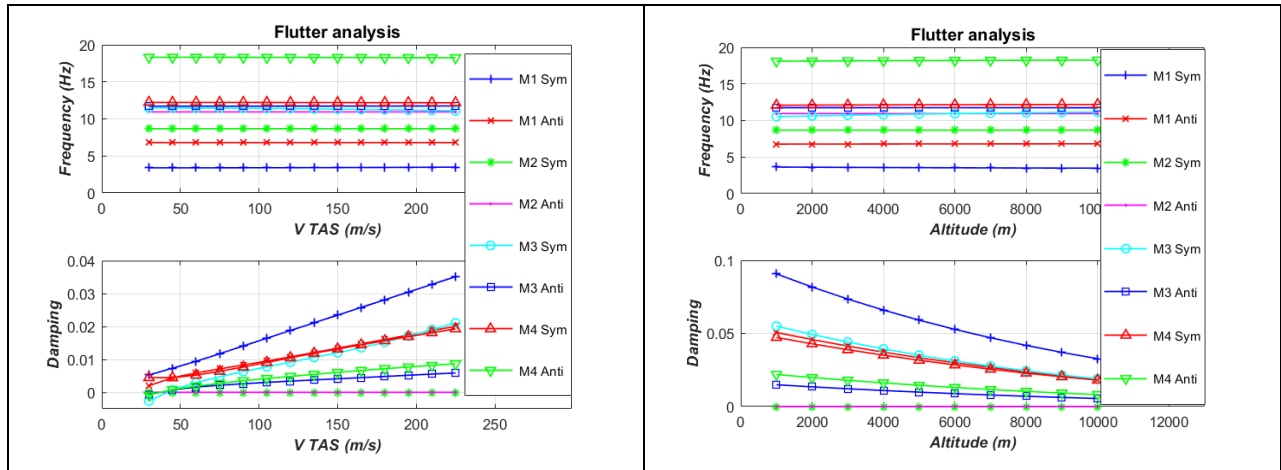 Flutter analysis
20
15
10
5
0
Frequency (Hz)
0 50 100 150 200
V TAS (m/s)
0.04
0.03
0.02
0.01
0
Damping
0 50 100 150 200 250
V TAS (m/s)
M1 Sym
M1 Anti
M2 Sym
M2 Anti
M3 Sym
M3 Anti
M4 Sym
M4 Anti
Flutter analysis
20
15
10
5
0
Frequency (Hz)
0 2000 4000 6000 8000 1000
Altitude (m)
0.1
0.05
0
Damping
0 2000 4000 6000 8000 10000 12000
Altitude (m)
M1 Sym
M1 Anti
M2 Sym
M2 Anti
M3 Sym
M3 Anti
M4 Sym
M4 Anti